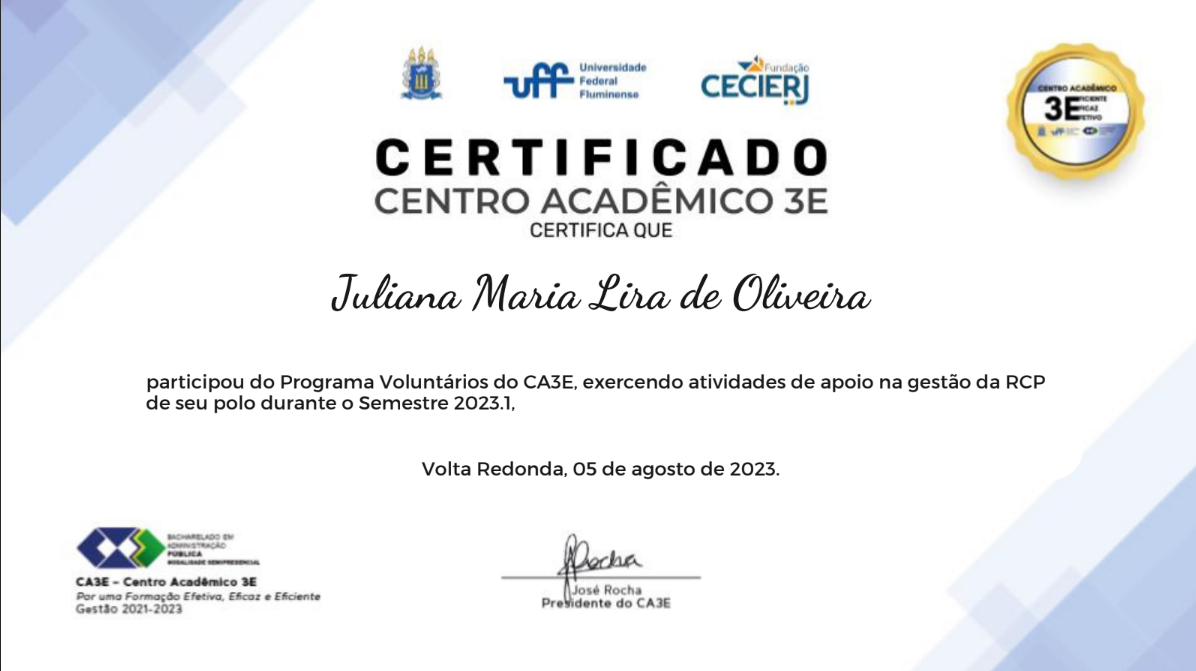 uff
Universidade
Federal
Fluminense
Fundação
CECIERJ
CENTRO ACADÊMICO
3E
FICIENTE
FICAZ
FETIVO
CERTIFICADO
CENTRO ACADÊMICO 3E
CERTIFICA QUE
Juliana Maria Lira de Oliveira
participou do Programa Voluntários do CA3E, exercendo atividades de apoio na gestão da RCP
de seu polo durante o Semestre 2023.1,
Volta Redonda, 05 de agosto de 2023.
BACHARELADO EM
ADMINISTRAÇÃO
PÚBLICA
MODALIDADE SEMIPRESENCIAL
CA3E – Centro Acadêmico 3E
Por uma Formação Efetiva, Eficaz e Eficiente
Gestão 2021-2023
JRocha
José Rocha
Presidente do CA3E